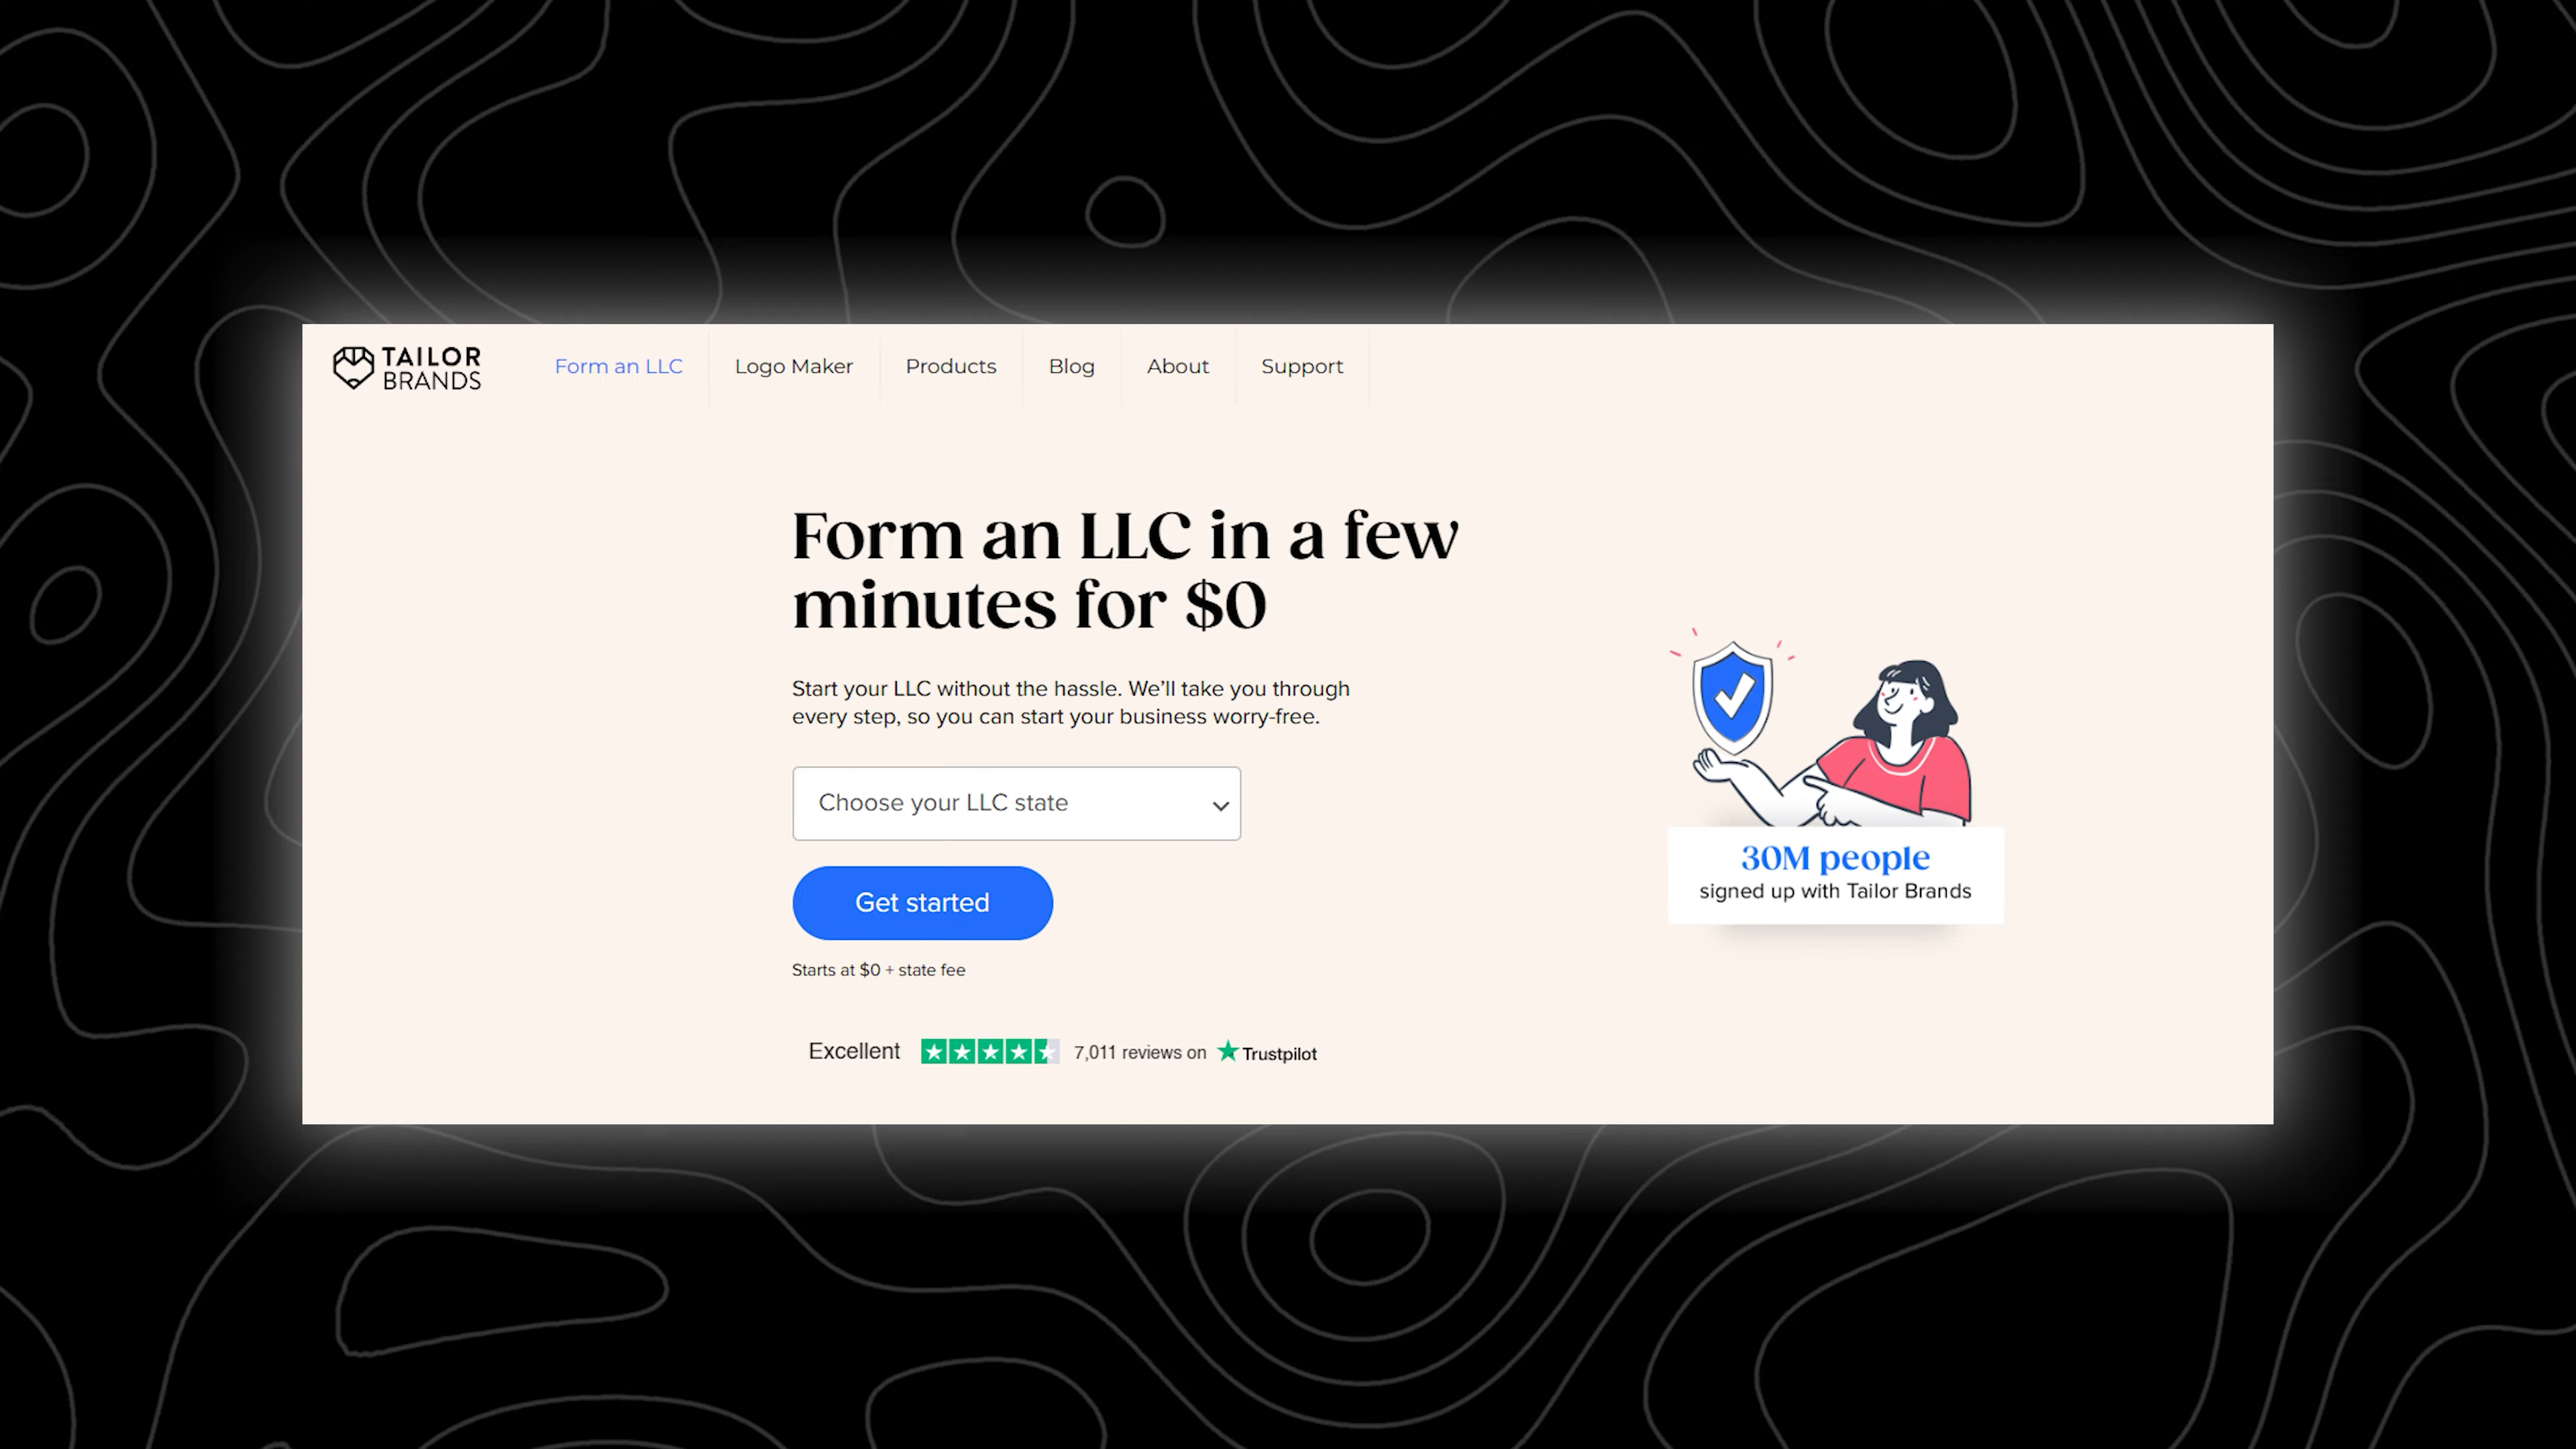 TAILOR
BRANDS
Form an LLC
Logo Maker
Products
Blog
About
Support
Form an LLC in a few
minutes for $0
Start your LLC without the hassle. We'll take you through
every step, so you can start your business worry-free.
Choose your LLC state
Get started
Starts at $0 + state fee
Excellent
7,011 reviews on
Trustpilot
30M people
signed up with Tailor Brands